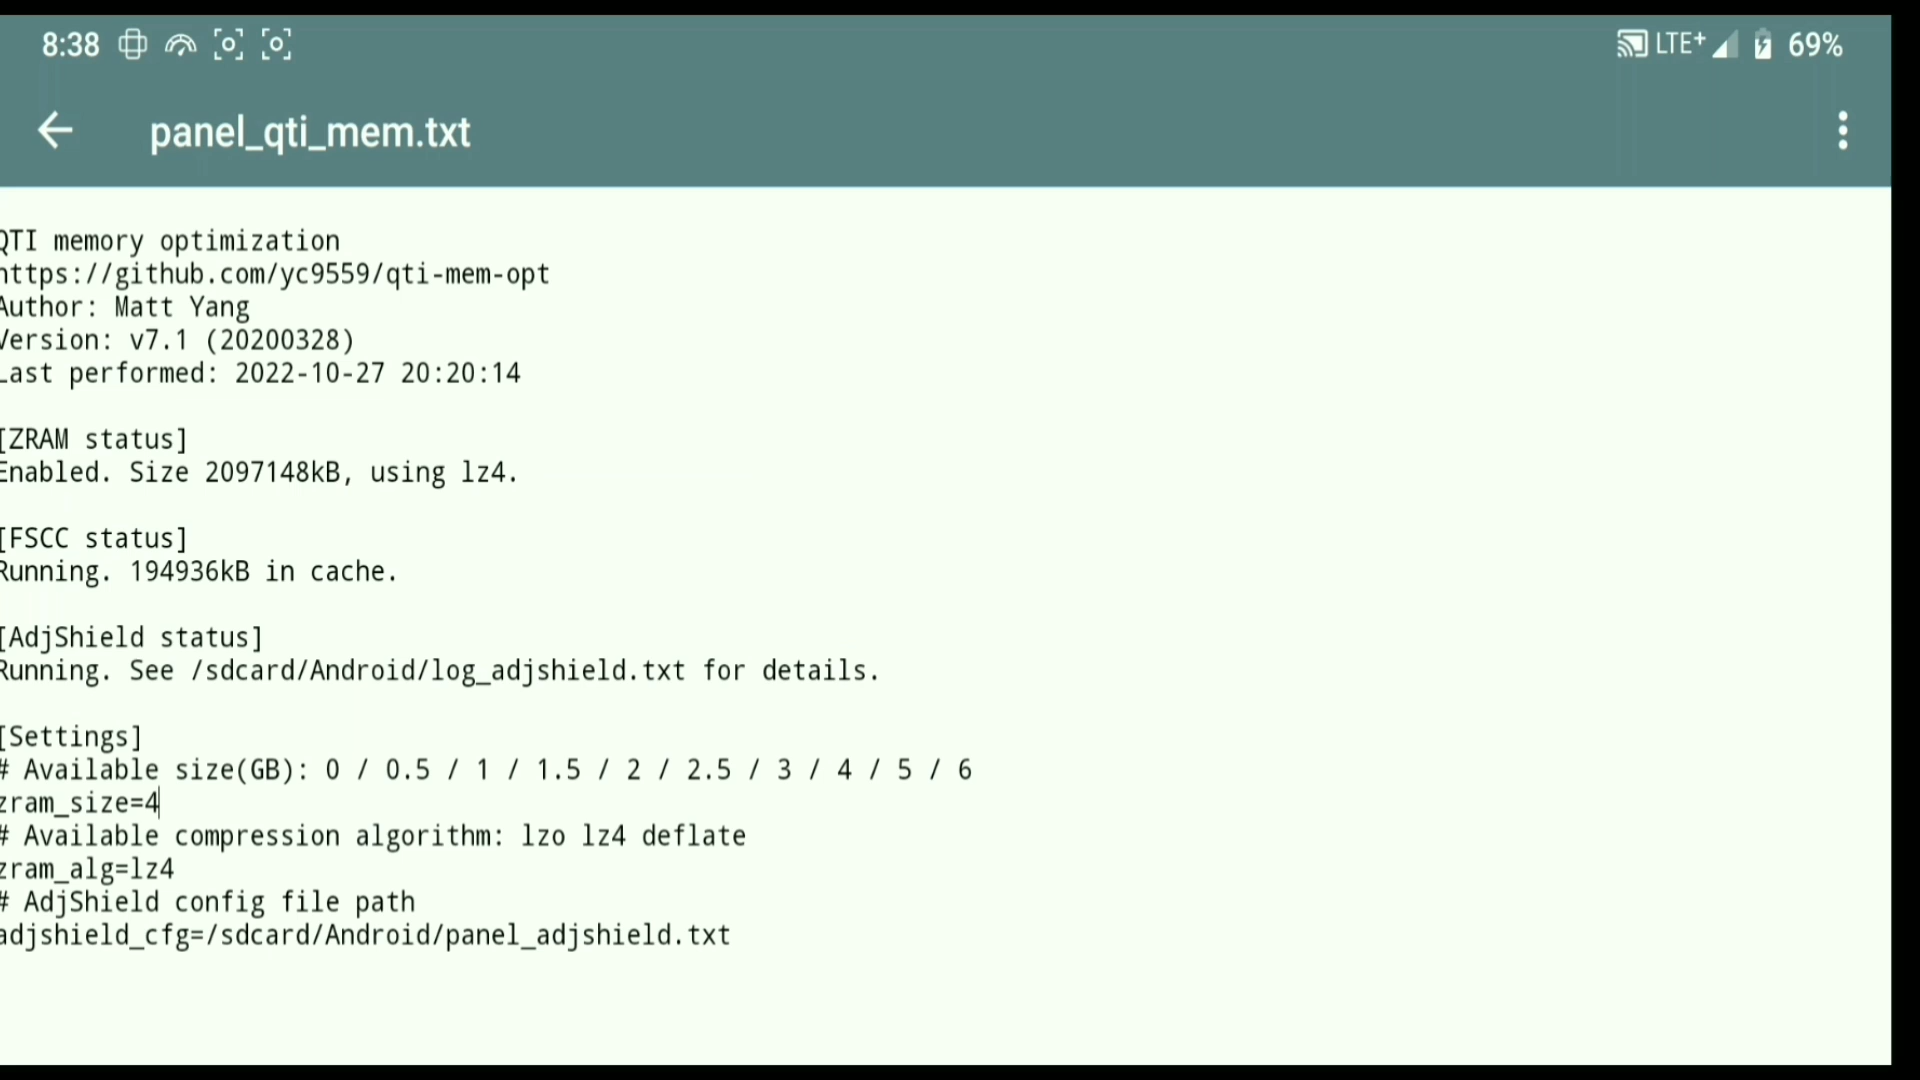 8:38
LTE+
69%
panel_qti_mem.txt
QTI memory optimization
https://github.com/yc9559/qti-mem-opt
Author: Matt Yang
Version: v7.1 (20200328)
Last performed: 2022-10-27 20:20:14
[ZRAM status]
Enabled. Size 2097148kB, using lz4.
[FSCC status]
Running. 194936kB in cache.
[AdjShield status]
Running. See /sdcard/Android/log_adjshield.txt for details.
[Settings]
# Available size(GB): 0 / 0.5 / 1 / 1.5 / 2 / 2.5 / 3 / 4 / 5 / 6
zram_size=4
# Available compression algorithm: lzo lz4 deflate
zram_alg=lz4
# AdjShield config file path
adjshield_cfg=/sdcard/Android/panel_adjshield.txt